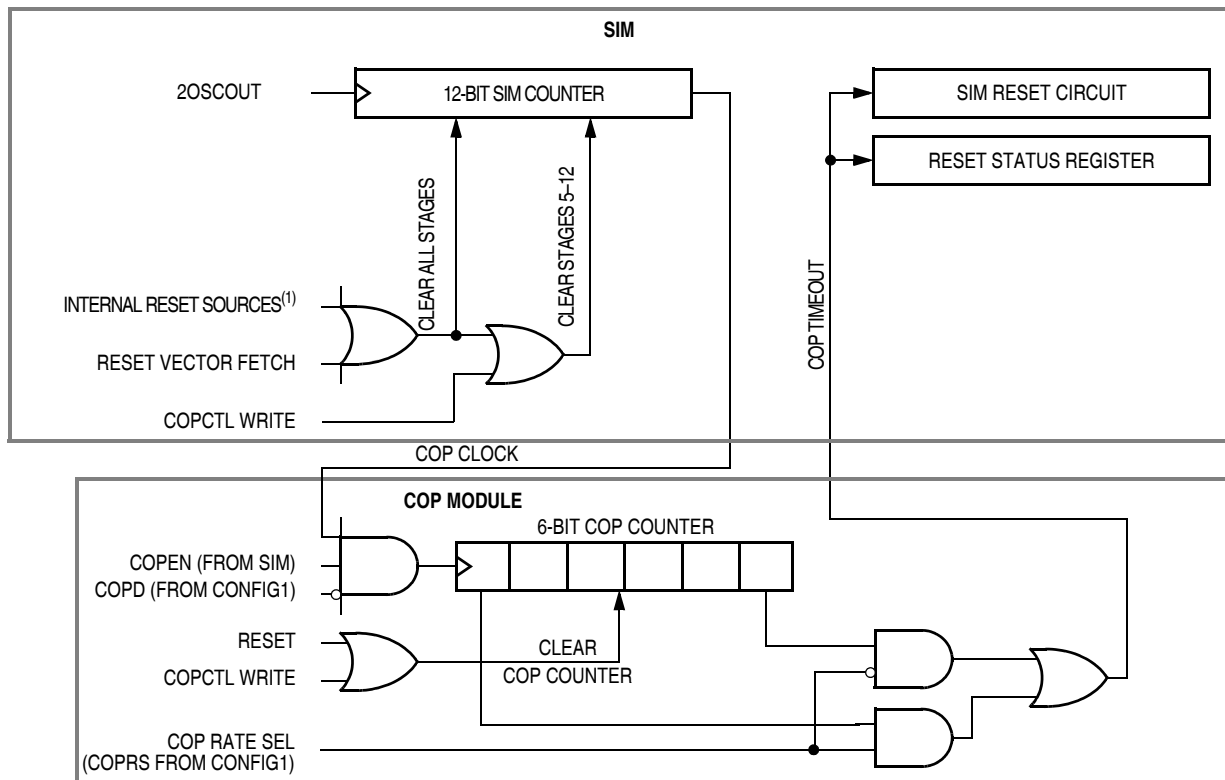 SIM
2OSCOUT
12-BIT SIM COUNTER
SIM RESET CIRCUIT
RESET STATUS REGISTER
CLEAR ALL STAGES
CLEAR STAGES 5–12
COP TIMEOUT
INTERNAL RESET SOURCES(1)
RESET VECTOR FETCH
COPCTL WRITE
COP CLOCK
COP MODULE
6-BIT COP COUNTER
COPEN (FROM SIM)
COPD (FROM CONFIG1)
RESET
CLEAR
COPCTL WRITE
COP COUNTER
COP RATE SEL
(COPRS FROM CONFIG1)